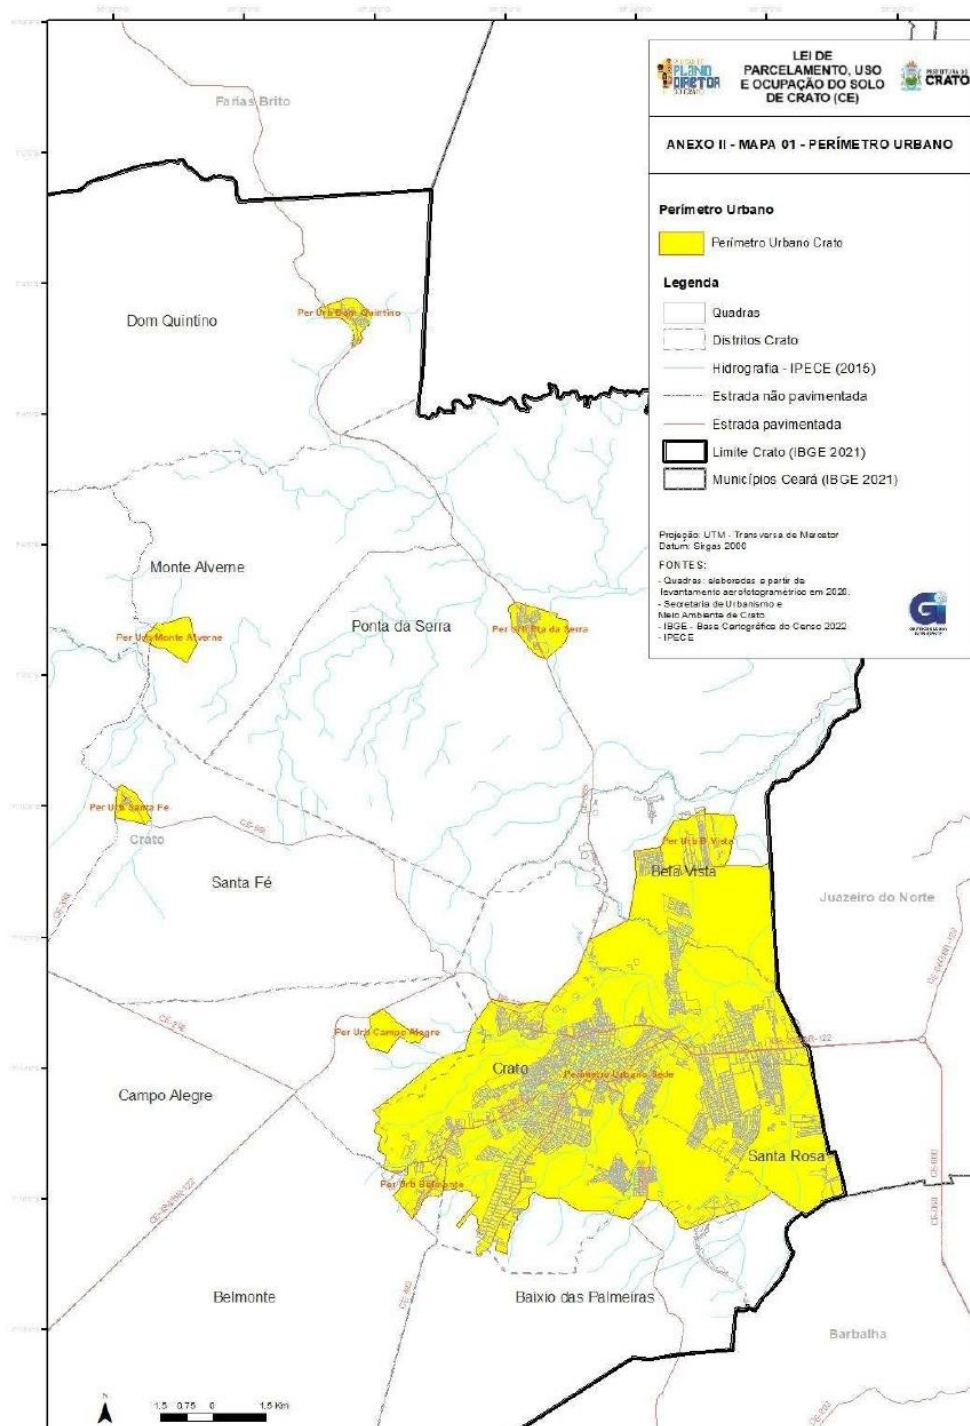 LEI DE
PARCELAMENTO, USO
E OCUPAÇÃO DO SOLO
DE CRATO (CE)
PLANO
DIRETOR
CRATO
ANEXO II - MAPA 01 - PERÍMETRO URBANO
Perímetro Urbano
Perímetro Urbano Crato
Legenda
Quadras
Distritos Crato
Hidrografia - IPECE (2015)
Estrada não pavimentada
Estrada pavimentada
Limite Crato (IBGE 2021)
Municípios Ceará (IBGE 2021)
Projeção: UTM - Transversa de Mercator
Datum: Sirgas 2000
FONTES:
- Quadras: elaboradas a partir de
levantamento aerofotogramétrico em 2020.
- Secretaria de Urbanismo e
Meio Ambiente de Crato
- IBGE - Base Cartográfica do Censo 2022
- IPECE
Farias Brito
Per Urb Dom Quintino
Dom Quintino
Monte Alverne
Per Urb Monte Alverne
Ponta da Serra
Per Urb Pta da Serra
Per Urb Santa Fé
Crato
Santa Fé
Per Urb B Vista
Bela Vista
Juazeiro do Norte
Per Urb Campo Alegre
Crato
Perímetro Urbano Sede
Campo Alegre
Santa Rosa
Per Urb Belmonte
Belmonte
Baixio das Palmeiras
Barbalha
N
1.5 0.75 0 1.5 Km